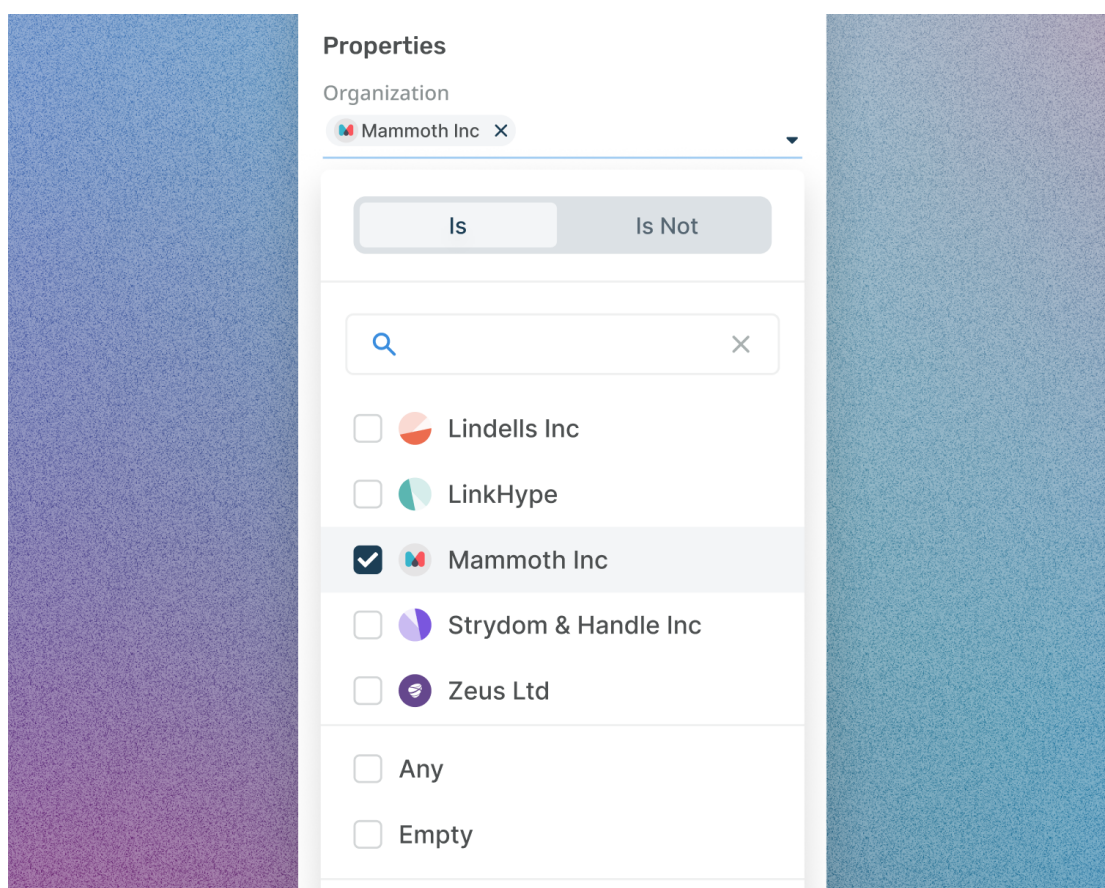 Properties
Organization
Mammoth Inc
Is Is Not
Lindells Inc
LinkHype
Mammoth Inc
Strydom & Handle Inc
Zeus Ltd
Any
Empty